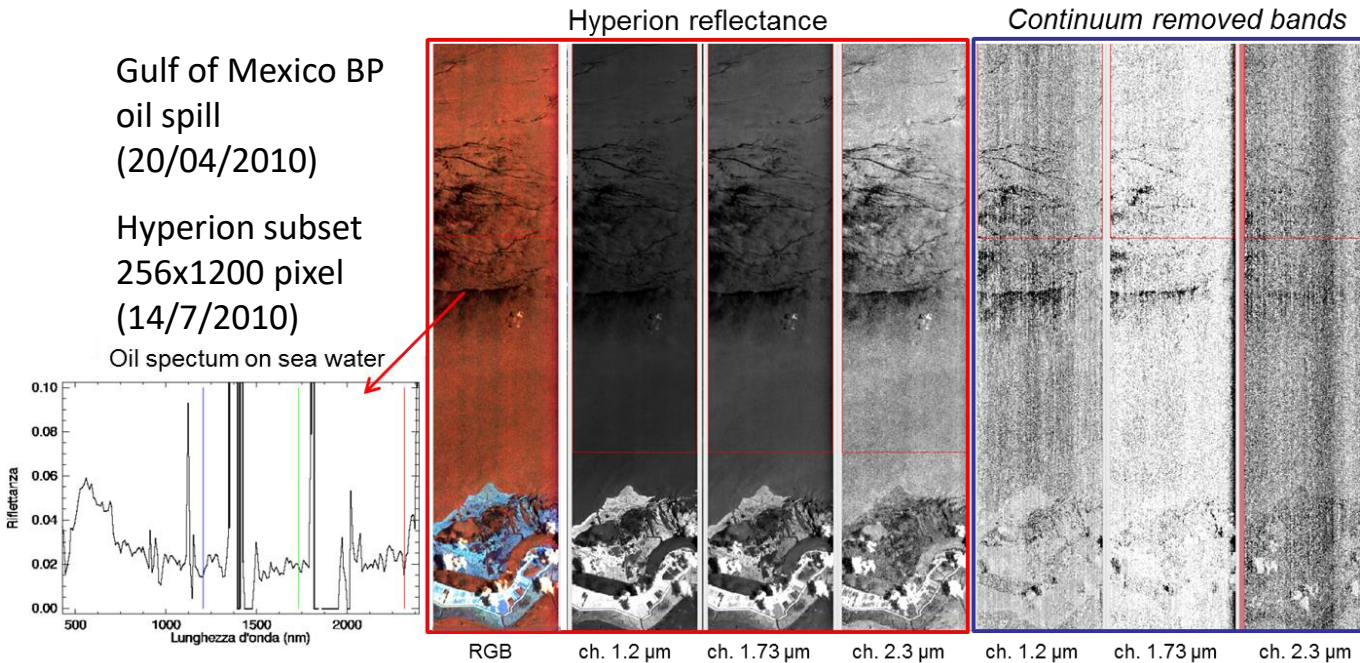 Hyperion reflectance
Continuum removed bands
Gulf of Mexico BP
oil spill
(20/04/2010)
Hyperion subset
256x1200 pixel
(14/7/2010)
Oil spectum on sea water
0.10
0.08
0.06
0.04
0.02
0.00
Riflettanza
500
1000
1500
2000
Lunghezza d'onda (nm)
RGB
ch. 1.2 µm
ch. 1.73 µm
ch. 2.3 µm
ch. 1.2 µm
ch. 1.73 µm
ch. 2.3 µm